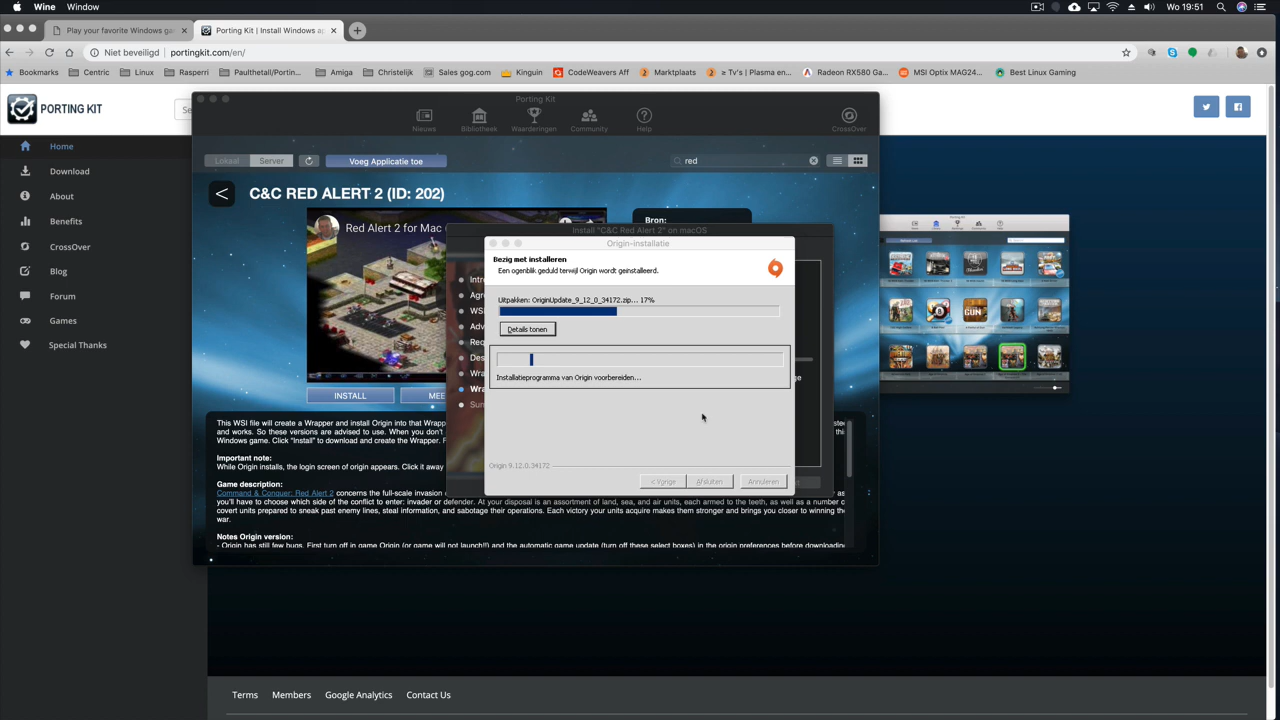 Wine Window
Wo 19:51
Play your favorite Windows ga
Porting Kit | Install Windows ap
Niet beveiligd | portingkit.com/en/
Bookmarks Centric Linux Rasperri Paulthetall/Portin... Amiga Christelijk Sales gog.com Kinguin CodeWeavers Aff Marktplaats ≥ Tv's | Plasma en... Radeon RX580 Ga... MSI Optix MAG24... Best Linux Gaming
PORTING KIT
Se
Home
Download
About
Benefits
CrossOver
Blog
Forum
Games
Special Thanks
Porting Kit
Nieuws Bibliotheek Waarderingen Community Help CrossOver
Lokaal Server Voeg Applicatie toe red
< C&C RED ALERT 2 (ID: 202)
Red Alert 2 for Mac (
Bron:
INSTALL MEE
Install "C&C Red Alert 2" on macOS
Intr
Agre
WSI
Adv
Req
Des
Wra
Wra
Sum
ge
Origin-installatie
Bezig met installeren
Een ogenblik geduld terwijl Origin wordt geïnstalleerd.
Uitpakken: OriginUpdate_9_12_0_34172.zip... 17%
Details tonen
Installatieprogramma van Origin voorbereiden...
Origin 9.12.0.34172
< Vorige Afsluiten Annuleren
This WSI file will create a Wrapper and install Origin into that Wrapp
and works. So these versions are advised to use. When you don't
Windows game. Click "Install" to download and create the Wrapper. F
Important note:
While Origin installs, the login screen of origin appears. Click it away
Game description:
Command & Conquer: Red Alert 2 concerns the full-scale invasion
you'll have to choose which side of the conflict to enter: invader or defender. At your disposal is an assortment of land, sea, and air units, each armed to the teeth, as well as a number o
covert units prepared to sneak past enemy lines, steal information, and sabotage their operations. Each victory your units acquire makes them stronger and brings you closer to winning the
war.
Notes Origin version:
- Origin has still few bugs. First turn off in game Origin (or game will not launch!!) and the automatic game update (turn off these select boxes) in the origin preferences before downloading
Terms Members Google Analytics Contact Us